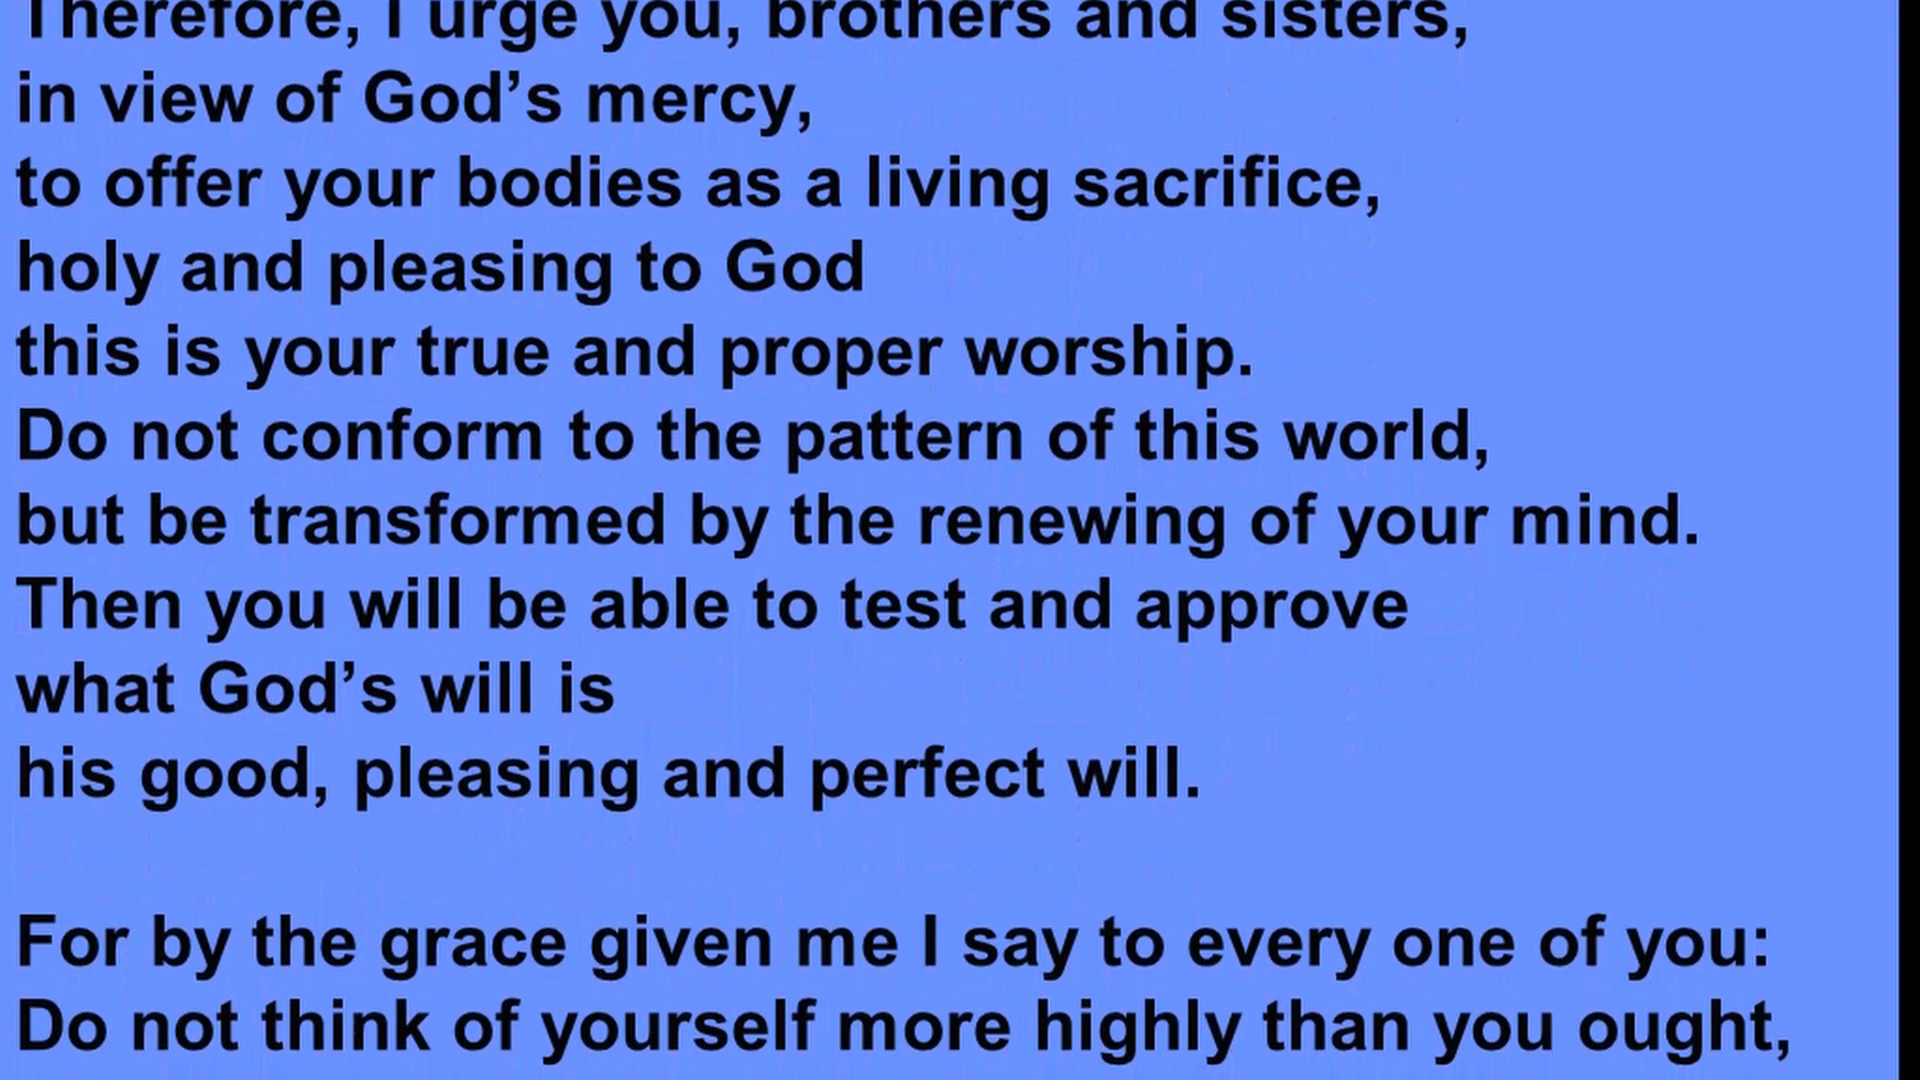 Therefore, I urge you, brothers and sisters,
in view of God’s mercy,
to offer your bodies as a living sacrifice,
holy and pleasing to God
this is your true and proper worship.
Do not conform to the pattern of this world,
but be transformed by the renewing of your mind.
Then you will be able to test and approve
what God’s will is
his good, pleasing and perfect will.
For by the grace given me I say to every one of you:
Do not think of yourself more highly than you ought,